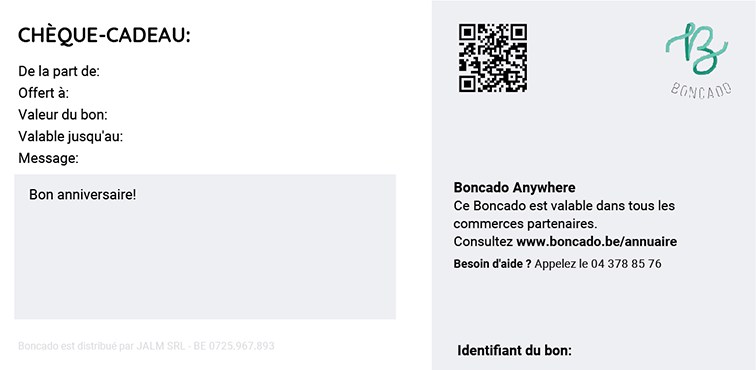 CHÈQUE-CADEAU:
De la part de:
Offert à:
Valeur du bon:
Valable jusqu'au:
Message:
Bon anniversaire!
Boncado est distribué par JALM SRL - BE 0725.967.893
BONCADO
Boncado Anywhere
Ce Boncado est valable dans tous les
commerces partenaires.
Consultez www.boncado.be/annuaire
Besoin d'aide ? Appelez le 04 378 85 76
Identifiant du bon: